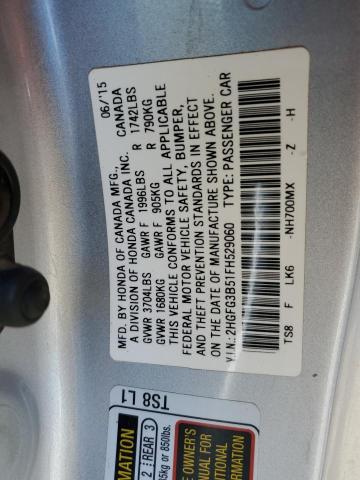 MFD. BY HONDA OF CANADA MFG., 06/'15
A DIVISION OF HONDA CANADA INC. CANADA
GVWR 3704LBS GAWR F 1996LBS R 1742LBS
GVWR 1680KG GAWR F 905KG R 790KG
THIS VEHICLE CONFORMS TO ALL APPLICABLE
FEDERAL MOTOR VEHICLE SAFETY, BUMPER,
AND THEFT PREVENTION STANDARDS IN EFFECT
ON THE DATE OF MANUFACTURE SHOWN ABOVE.
V.I.N.: 2HGFG3B51FH529060 TYPE: PASSENGER CAR
TS8 F LK6 -NH700MX -Z -H
TS8 L1
2 REAR 3
OWNER'S
MANUAL FOR